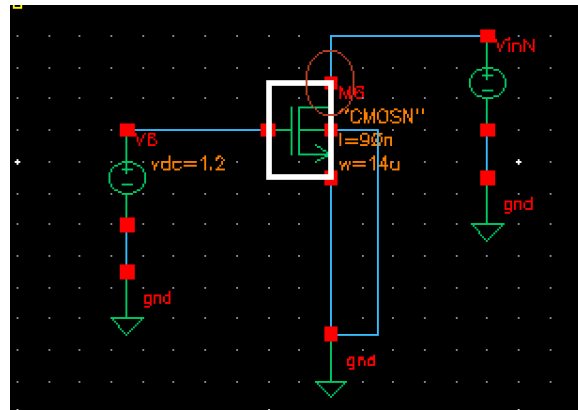 VinN
M6
"CMOSN"
VB
l=90n
vdc=1.2
w=14u
gnd
gnd
gnd